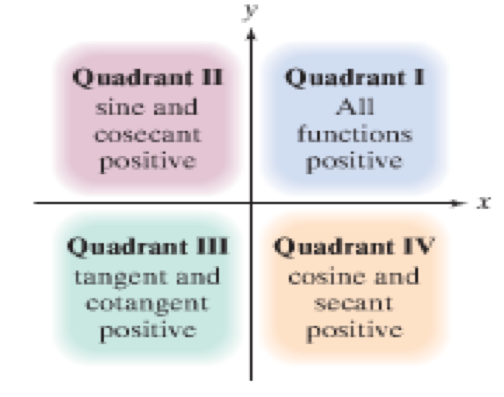 y
Quadrant II
sine and
cosecant
positive
Quadrant I
All
functions
positive
x
Quadrant III
tangent and
cotangent
positive
Quadrant IV
cosine and
secant
positive